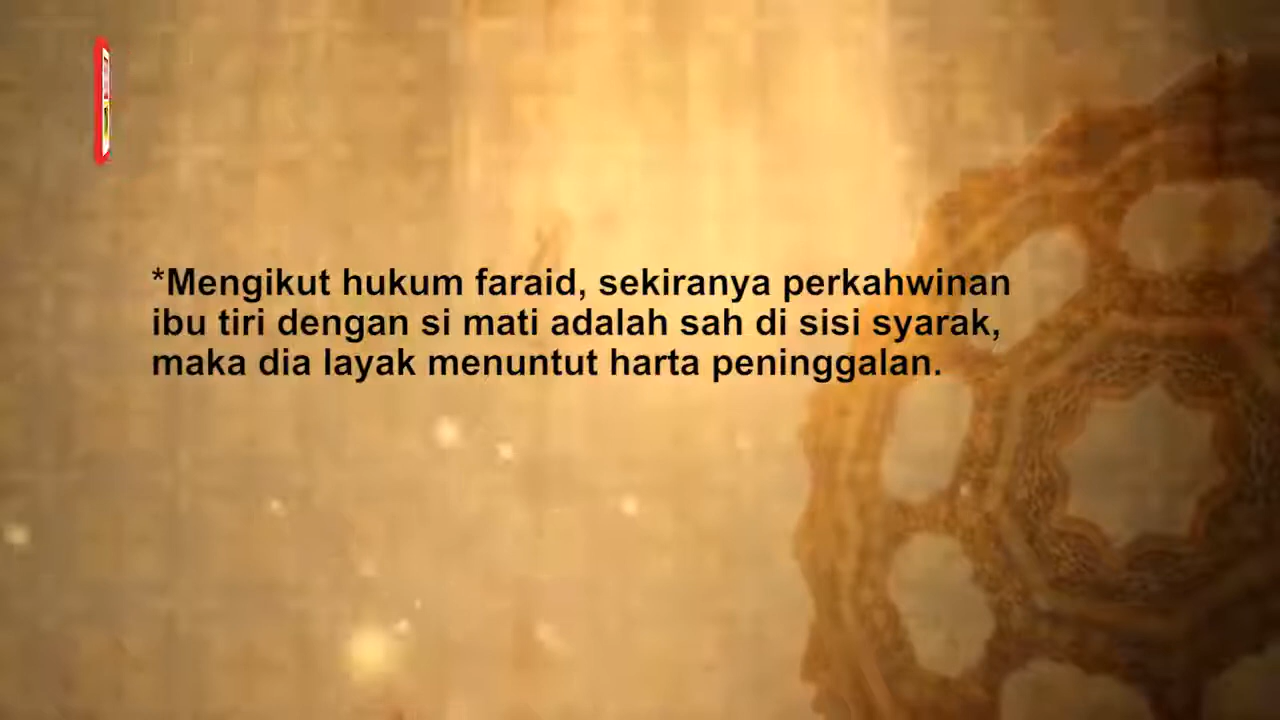 *Mengikut hukum faraid, sekiranya perkahwinan
ibu tiri dengan si mati adalah sah di sisi syarak,
maka dia layak menuntut harta peninggalan.